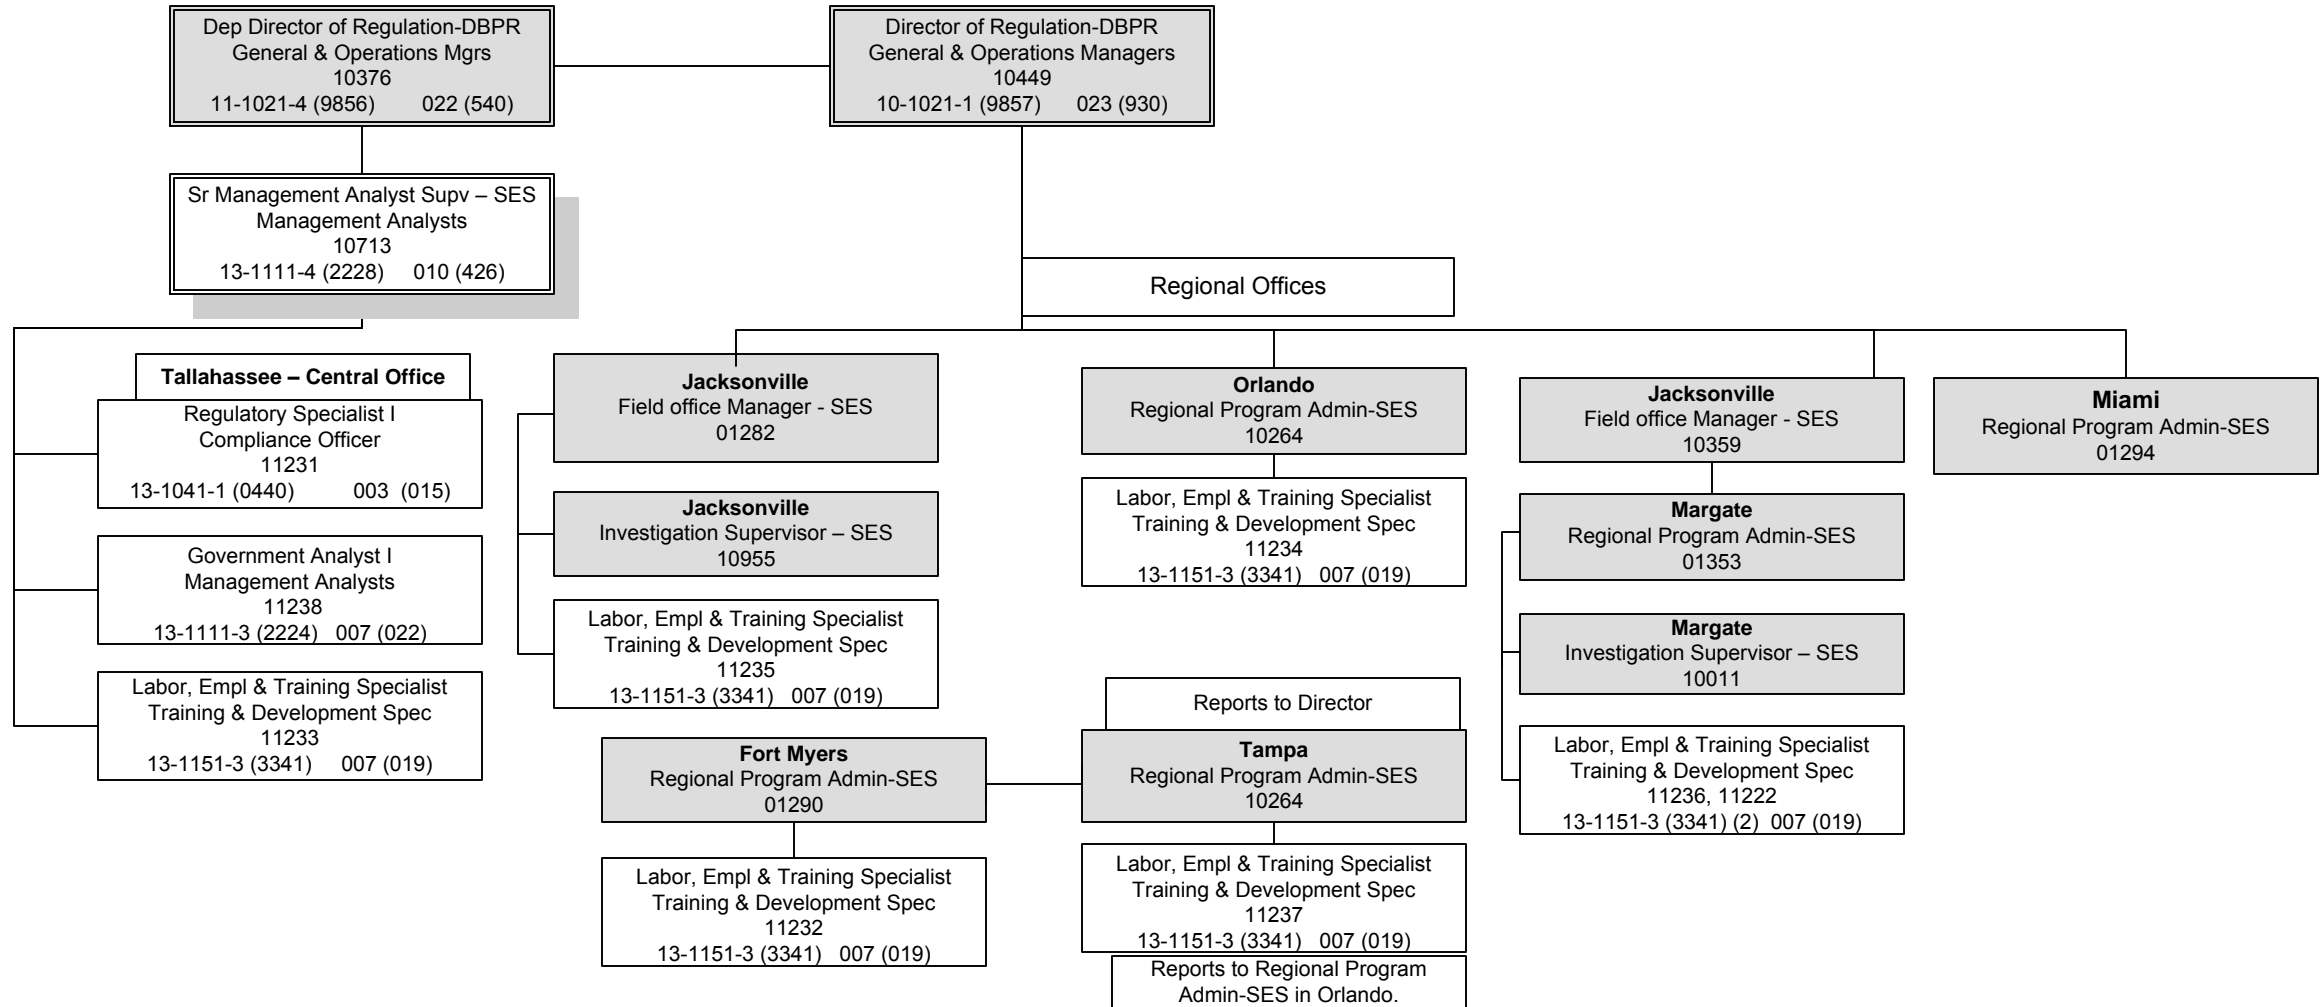 Dep Director of Regulation-DBPR
General & Operations Mgrs
10376
11-1021-4 (9856) 022 (540)
Director of Regulation-DBPR
General & Operations Managers
10449
10-1021-1 (9857) 023 (930)
Sr Management Analyst Supv – SES
Management Analysts
10713
13-1111-4 (2228) 010 (426)
Regional Offices
Tallahassee – Central Office
Regulatory Specialist I
Compliance Officer
11231
13-1041-1 (0440) 003 (015)
Government Analyst I
Management Analysts
11238
13-1111-3 (2224) 007 (022)
Labor, Empl & Training Specialist
Training & Development Spec
11233
13-1151-3 (3341) 007 (019)
Jacksonville
Field office Manager - SES
01282
Jacksonville
Investigation Supervisor – SES
10955
Labor, Empl & Training Specialist
Training & Development Spec
11235
13-1151-3 (3341) 007 (019)
Orlando
Regional Program Admin-SES
10264
Labor, Empl & Training Specialist
Training & Development Spec
11234
13-1151-3 (3341) 007 (019)
Jacksonville
Field office Manager - SES
10359
Margate
Regional Program Admin-SES
01353
Margate
Investigation Supervisor – SES
10011
Labor, Empl & Training Specialist
Training & Development Spec
11236, 11222
13-1151-3 (3341) (2) 007 (019)
Miami
Regional Program Admin-SES
01294
Fort Myers
Regional Program Admin-SES
01290
Labor, Empl & Training Specialist
Training & Development Spec
11232
13-1151-3 (3341) 007 (019)
Reports to Director
Tampa
Regional Program Admin-SES
10264
Labor, Empl & Training Specialist
Training & Development Spec
11237
13-1151-3 (3341) 007 (019)
Reports to Regional Program
Admin-SES in Orlando.